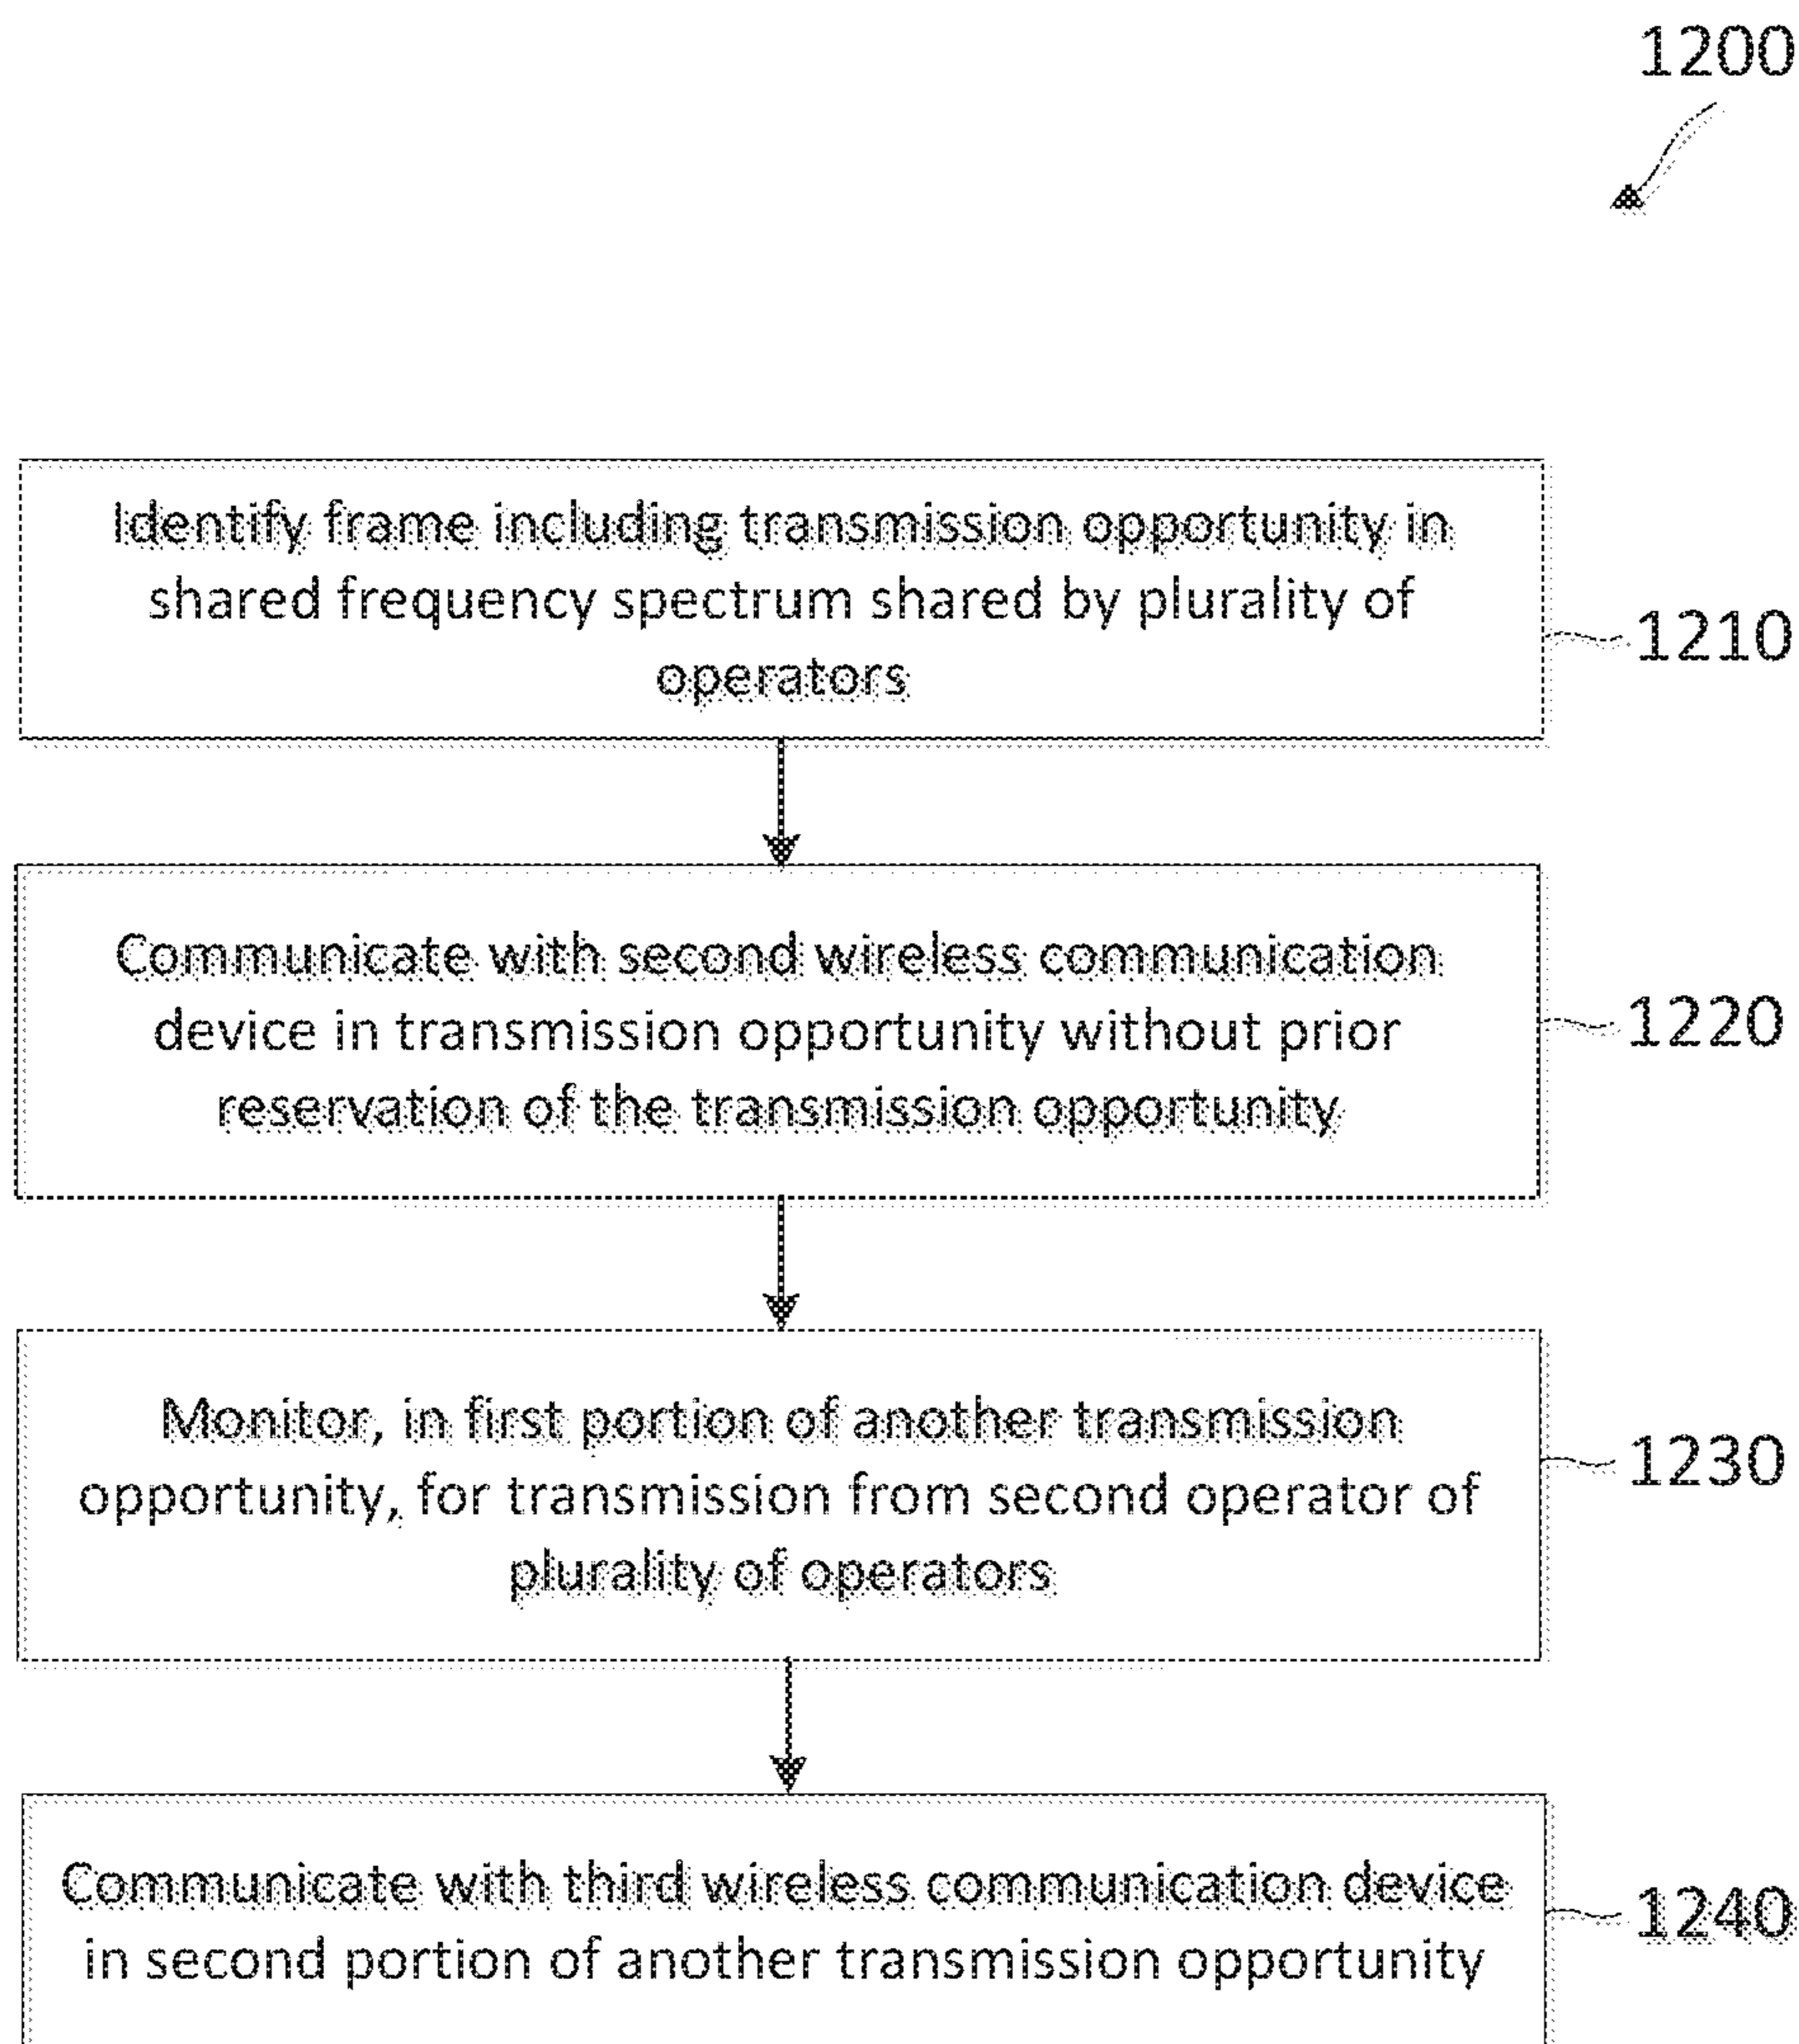 1200
Identify frame including transmission opportunity in
shared frequency spectrum shared by plurality of
operators
1210
Communicate with second wireless communication
device in transmission opportunity without prior
reservation of the transmission opportunity
1220
Monitor, in first portion of another transmission
opportunity, for transmission from second operator of
plurality of operators
1230
Communicate with third wireless communication device
in second portion of another transmission opportunity
1240